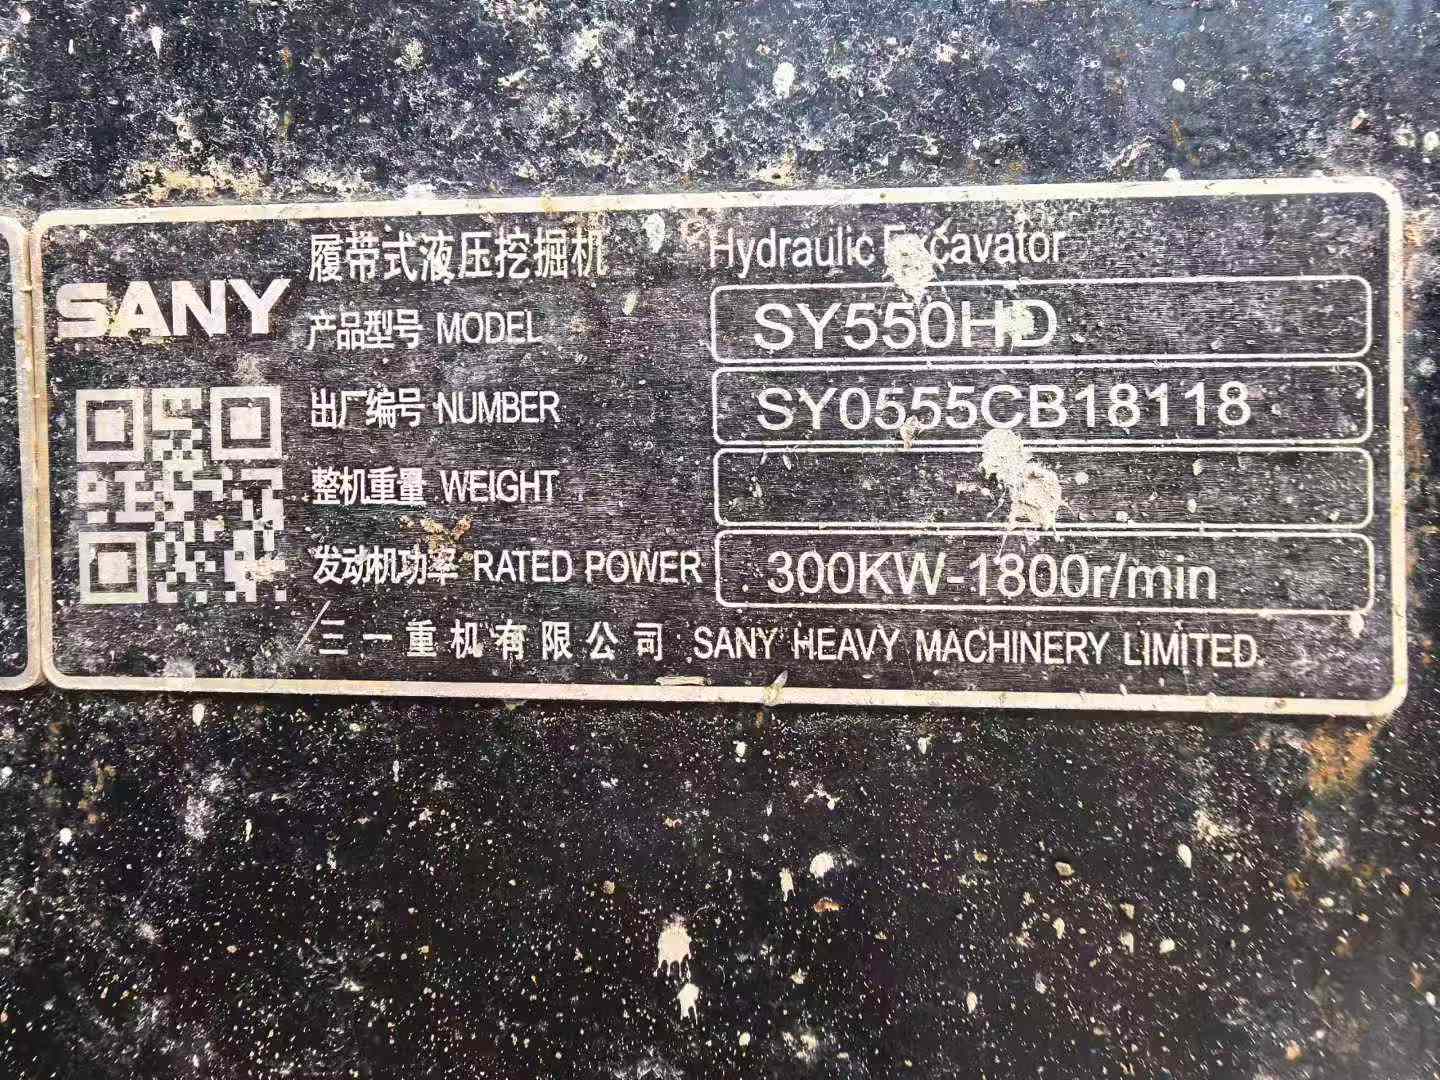 SANY
履带式液压挖掘机 Hydraulic Excavator
产品型号 MODEL SY550HD
出厂编号 NUMBER SY0555CB18118
整机重量 WEIGHT
发动机功率 RATED POWER 300KW-1800r/min
三一重机有限公司 SANY HEAVY MACHINERY LIMITED.